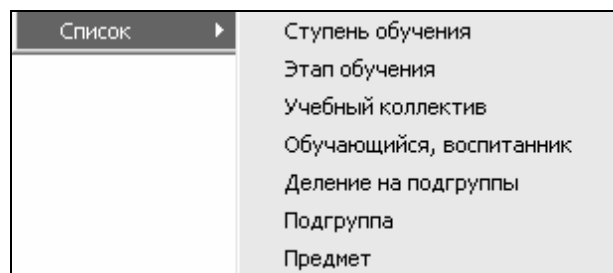 Список
Ступень обучения
Этап обучения
Учебный коллектив
Обучающийся, воспитанник
Деление на подгруппы
Подгруппа
Предмет